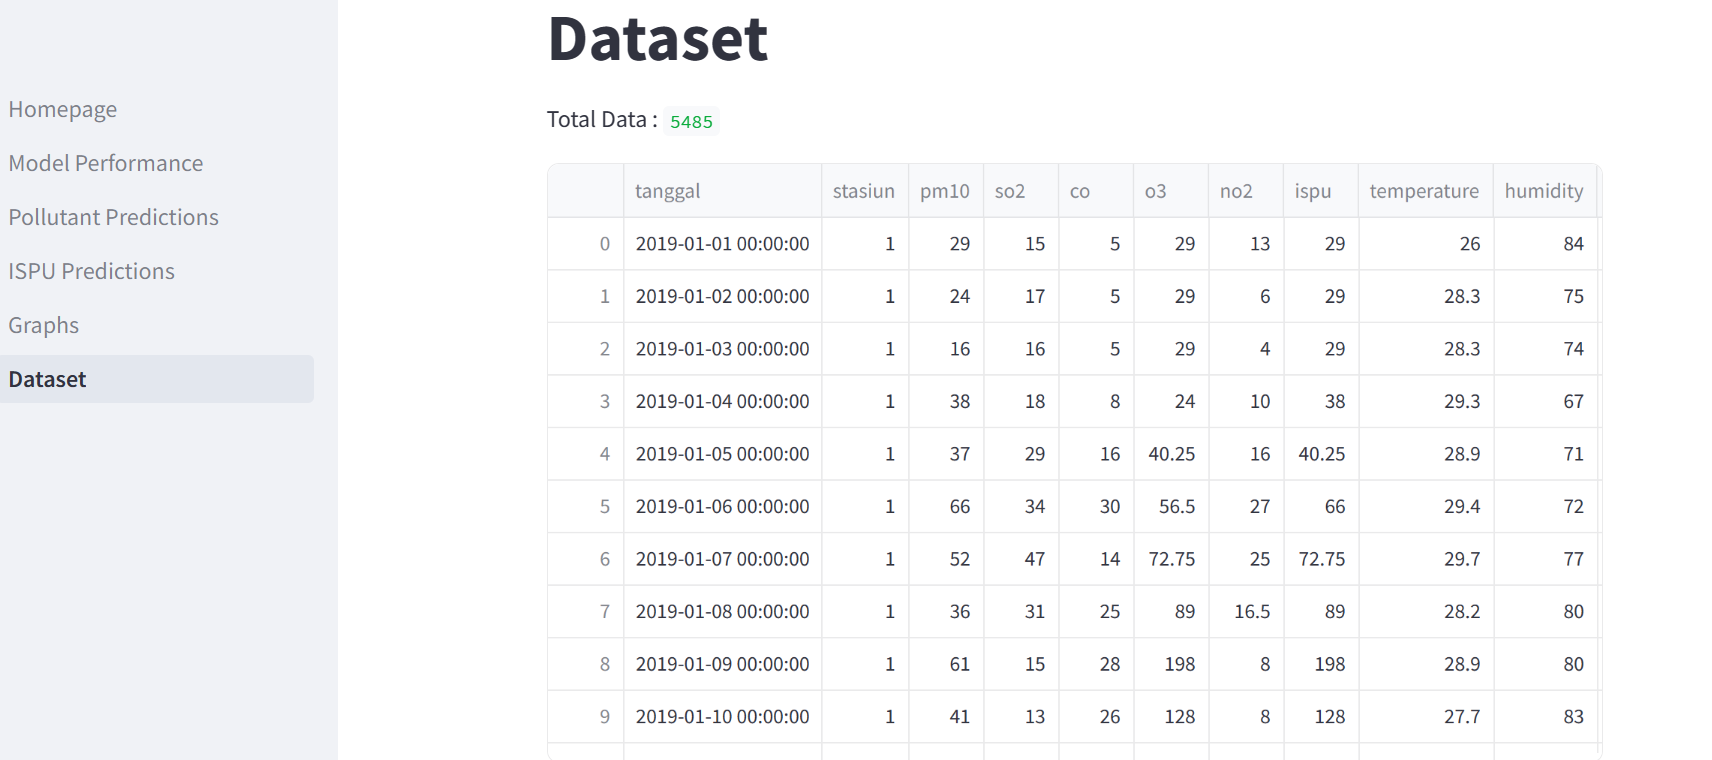 Homepage
Model Performance
Pollutant Predictions
ISPU Predictions
Graphs
Dataset
Dataset
Total Data : 5485
tanggal stasiun pm10 so2 co o3 no2 ispu temperature humidity
0 2019-01-01 00:00:00 1 29 15 5 29 13 29 26 84
1 2019-01-02 00:00:00 1 24 17 5 29 6 29 28.3 75
2 2019-01-03 00:00:00 1 16 16 5 29 4 29 28.3 74
3 2019-01-04 00:00:00 1 38 18 8 24 10 38 29.3 67
4 2019-01-05 00:00:00 1 37 29 16 40.25 16 40.25 28.9 71
5 2019-01-06 00:00:00 1 66 34 30 56.5 27 66 29.4 72
6 2019-01-07 00:00:00 1 52 47 14 72.75 25 72.75 29.7 77
7 2019-01-08 00:00:00 1 36 31 25 89 16.5 89 28.2 80
8 2019-01-09 00:00:00 1 61 15 28 198 8 198 28.9 80
9 2019-01-10 00:00:00 1 41 13 26 128 8 128 27.7 83